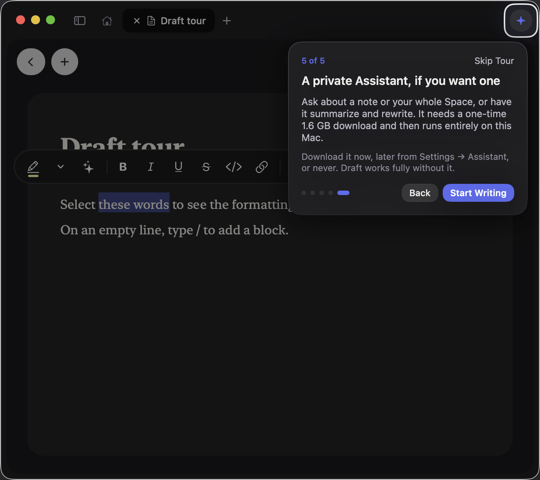 Draft tour
5 of 5
Skip Tour
A private Assistant, if you want one
Ask about a note or your whole Space, or have
it summarize and rewrite. It needs a one-time
1.6 GB download and then runs entirely on this
Mac.
Download it now, later from Settings → Assistant,
or never. Draft works fully without it.
Back
Start Writing
Draft tour
B I U S </>
Select these words to see the formatting
On an empty line, type / to add a block.